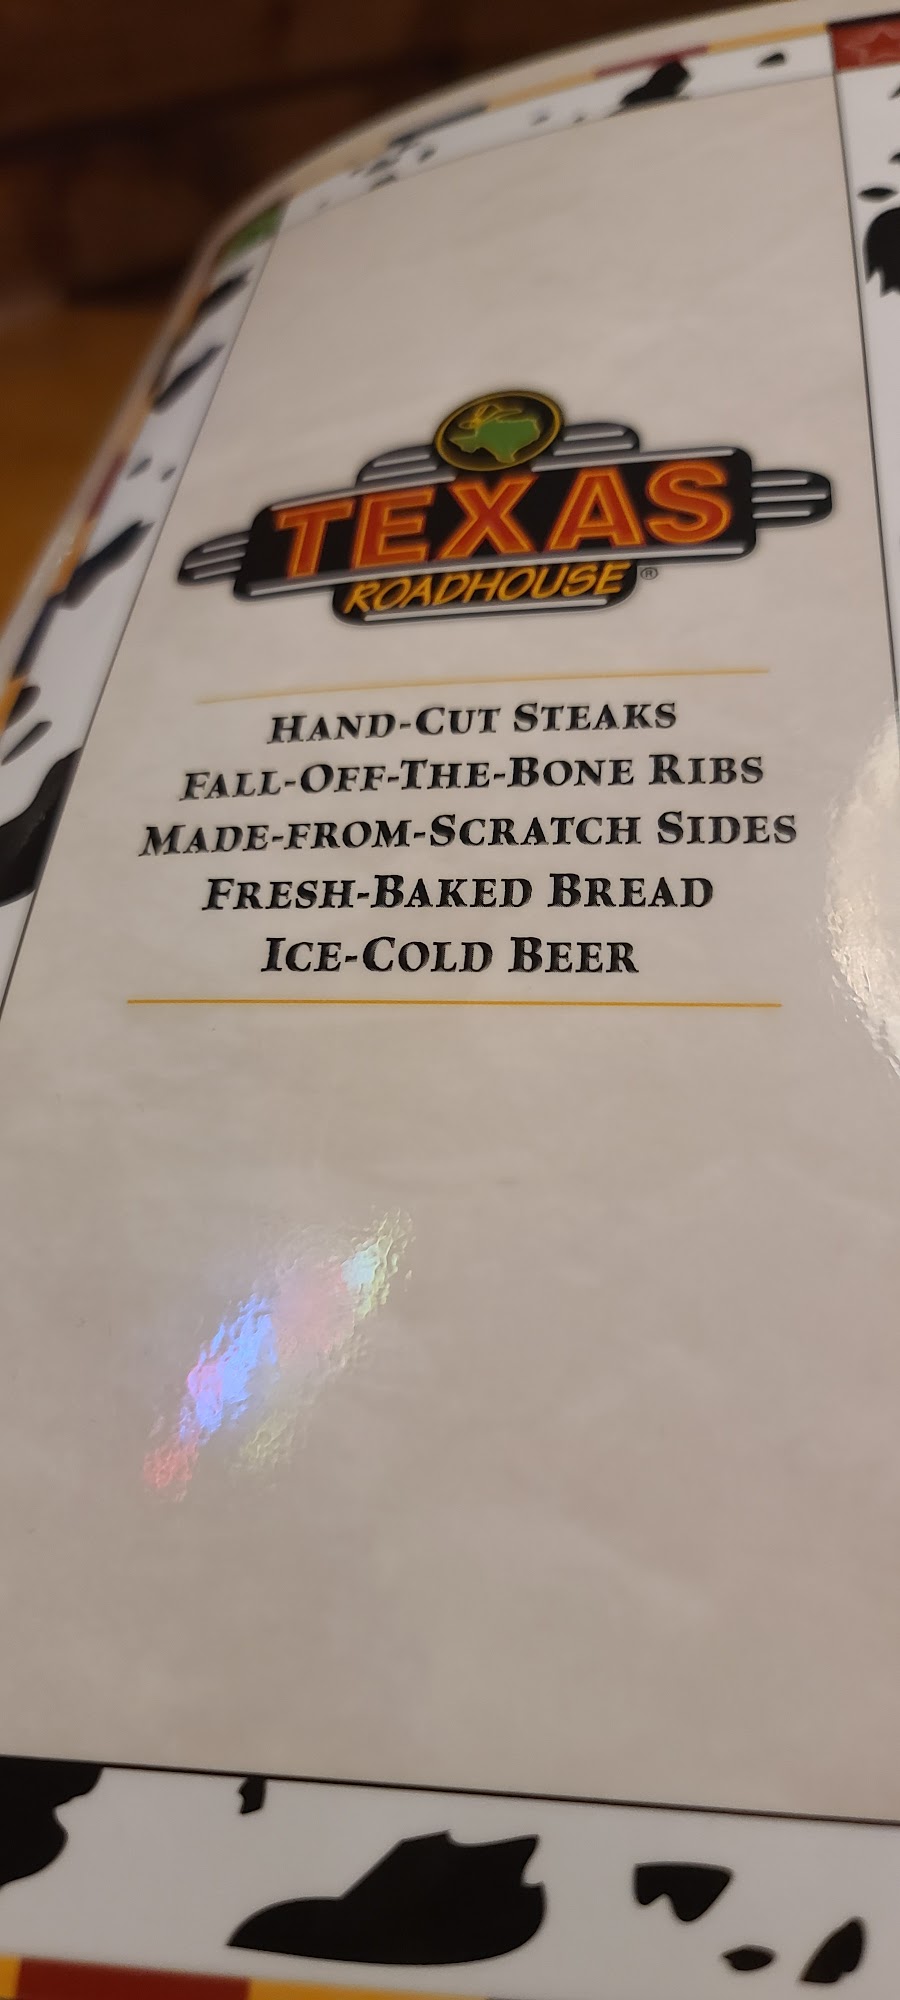 TEXAS
ROADHOUSE®
HAND-CUT STEAKS
FALL-OFF-THE-BONE RIBS
MADE-FROM-SCRATCH SIDES
FRESH-BAKED BREAD
ICE-COLD BEER